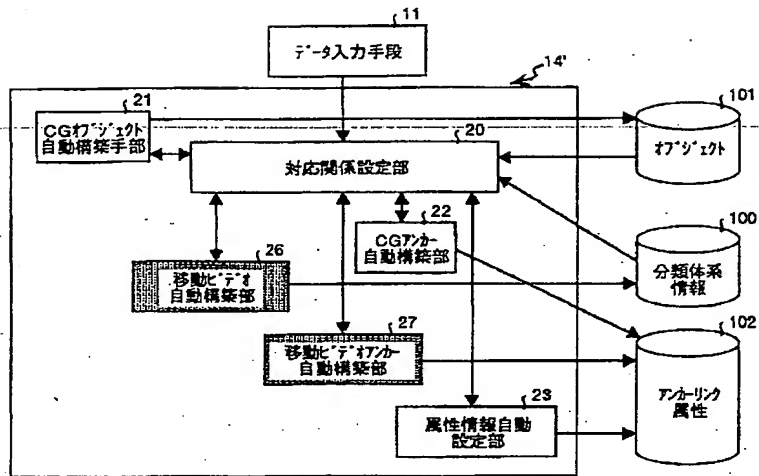 11
データ入力手段
14'
21
CGオブジェクト
自動構築手部
20
対応関係設定部
101
オブジェクト
22
CGアンカー
自動構築部
100
分類体系
情報
26
移動ビデオ
自動構築部
27
移動ビデオアンカー
自動構築部
102
アンカーリンク
属性
23
属性情報自動
設定部